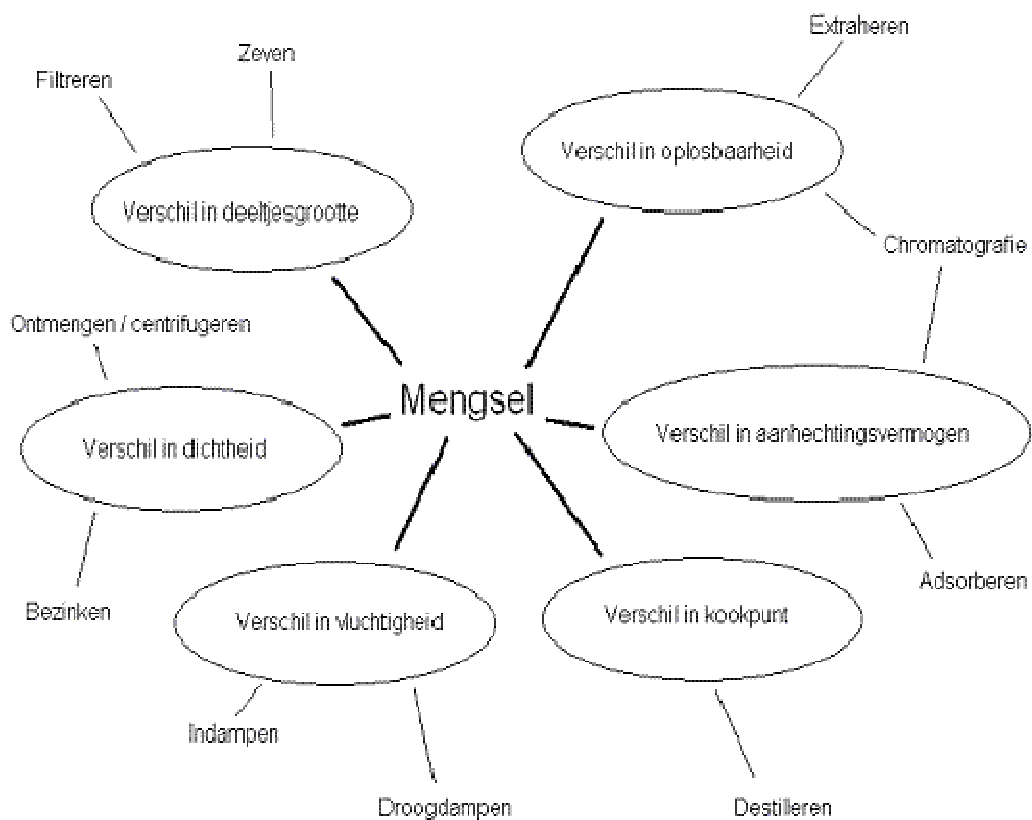 Extraheren
Zeven
Filtreren
Verschil in oplosbaarheid
Verschil in deeltjesgrootte
Chromatografie
Ontmengen / centrifugeren
Mengsel
Verschil in aanhechtingsvermogen
Verschil in dichtheid
Adsorberen
Bezinken
Verschil in vluchtigheid
Verschil in kookpunt
Indampen
Droogdampen
Destilleren